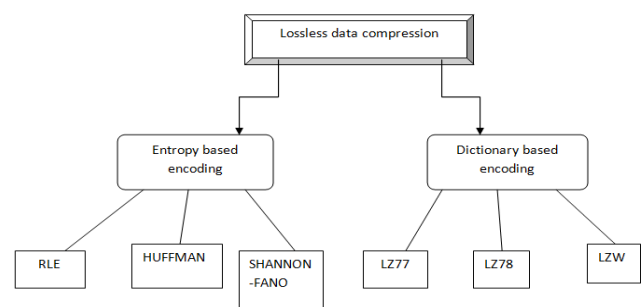 Lossless data compression
Entropy based
encoding
Dictionary based
encoding
RLE
HUFFMAN
SHANNON
-FANO
LZ77
LZ78
LZW